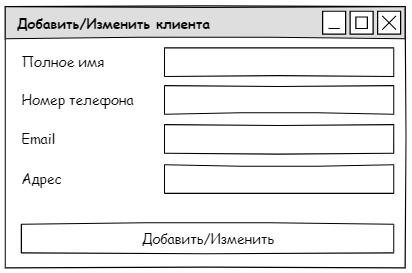 Добавить/Изменить клиента
Полное имя
Номер телефона
Email
Адрес
Добавить/Изменить